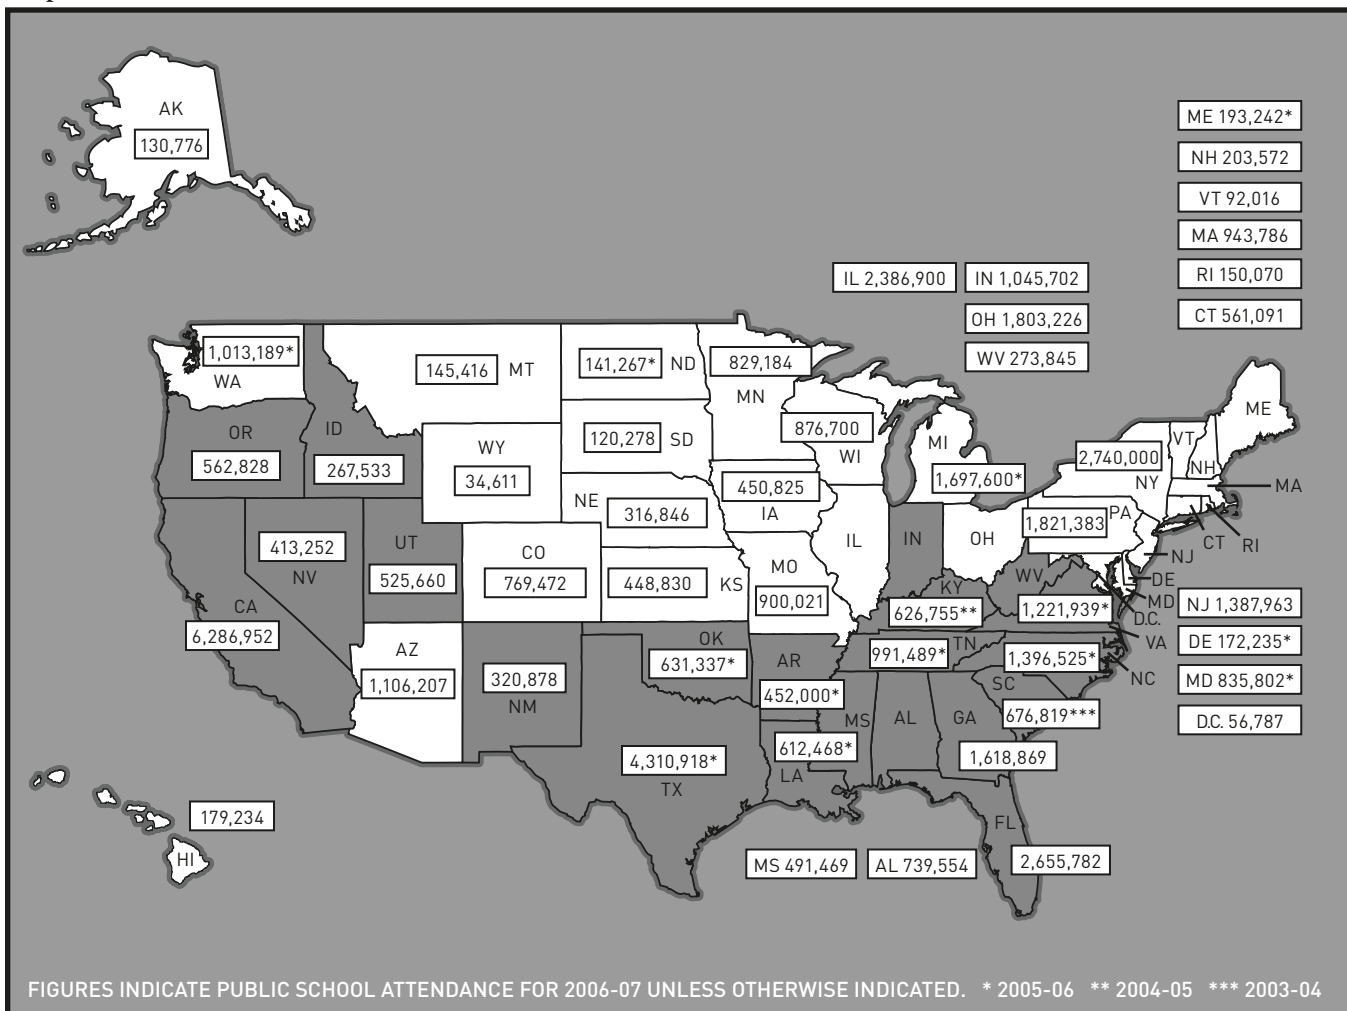 AK
130,776
ME 193,242*
NH 203,572
VT 92,016
MA 943,786
RI 150,070
CT 561,091
IL 2,386,900
IN 1,045,702
OH 1,803,226
WV 273,845
1,013,189*
WA
145,416
MT
141,267*
ND
829,184
MN
OR
562,828
ID
267,533
WY
34,611
120,278
SD
876,700
WI
MI
1,697,600*
2,740,000
NY
VT
NH
ME
MA
NE
316,846
450,825
IA
413,252
NV
UT
525,660
CO
769,472
448,830
KS
MO
900,021
IL
IN
OH
1,821,383
PA
CT
RI
NJ
DE
MD
D.C.
CA
6,286,952
AZ
1,106,207
320,878
NM
OK
631,337*
AR
452,000*
KY
626,755**
WV
1,221,939*
VA
991,489*
TN
1,396,525*
NC
SC
676,819***
NJ 1,387,963
DE 172,235*
MD 835,802*
D.C. 56,787
4,310,918*
TX
612,468*
LA
MS
AL
GA
1,618,869
179,234
HI
MS 491,469
AL 739,554
FL
2,655,782
FIGURES INDICATE PUBLIC SCHOOL ATTENDANCE FOR 2006-07 UNLESS OTHERWISE INDICATED. * 2005-06 ** 2004-05 *** 2003-04